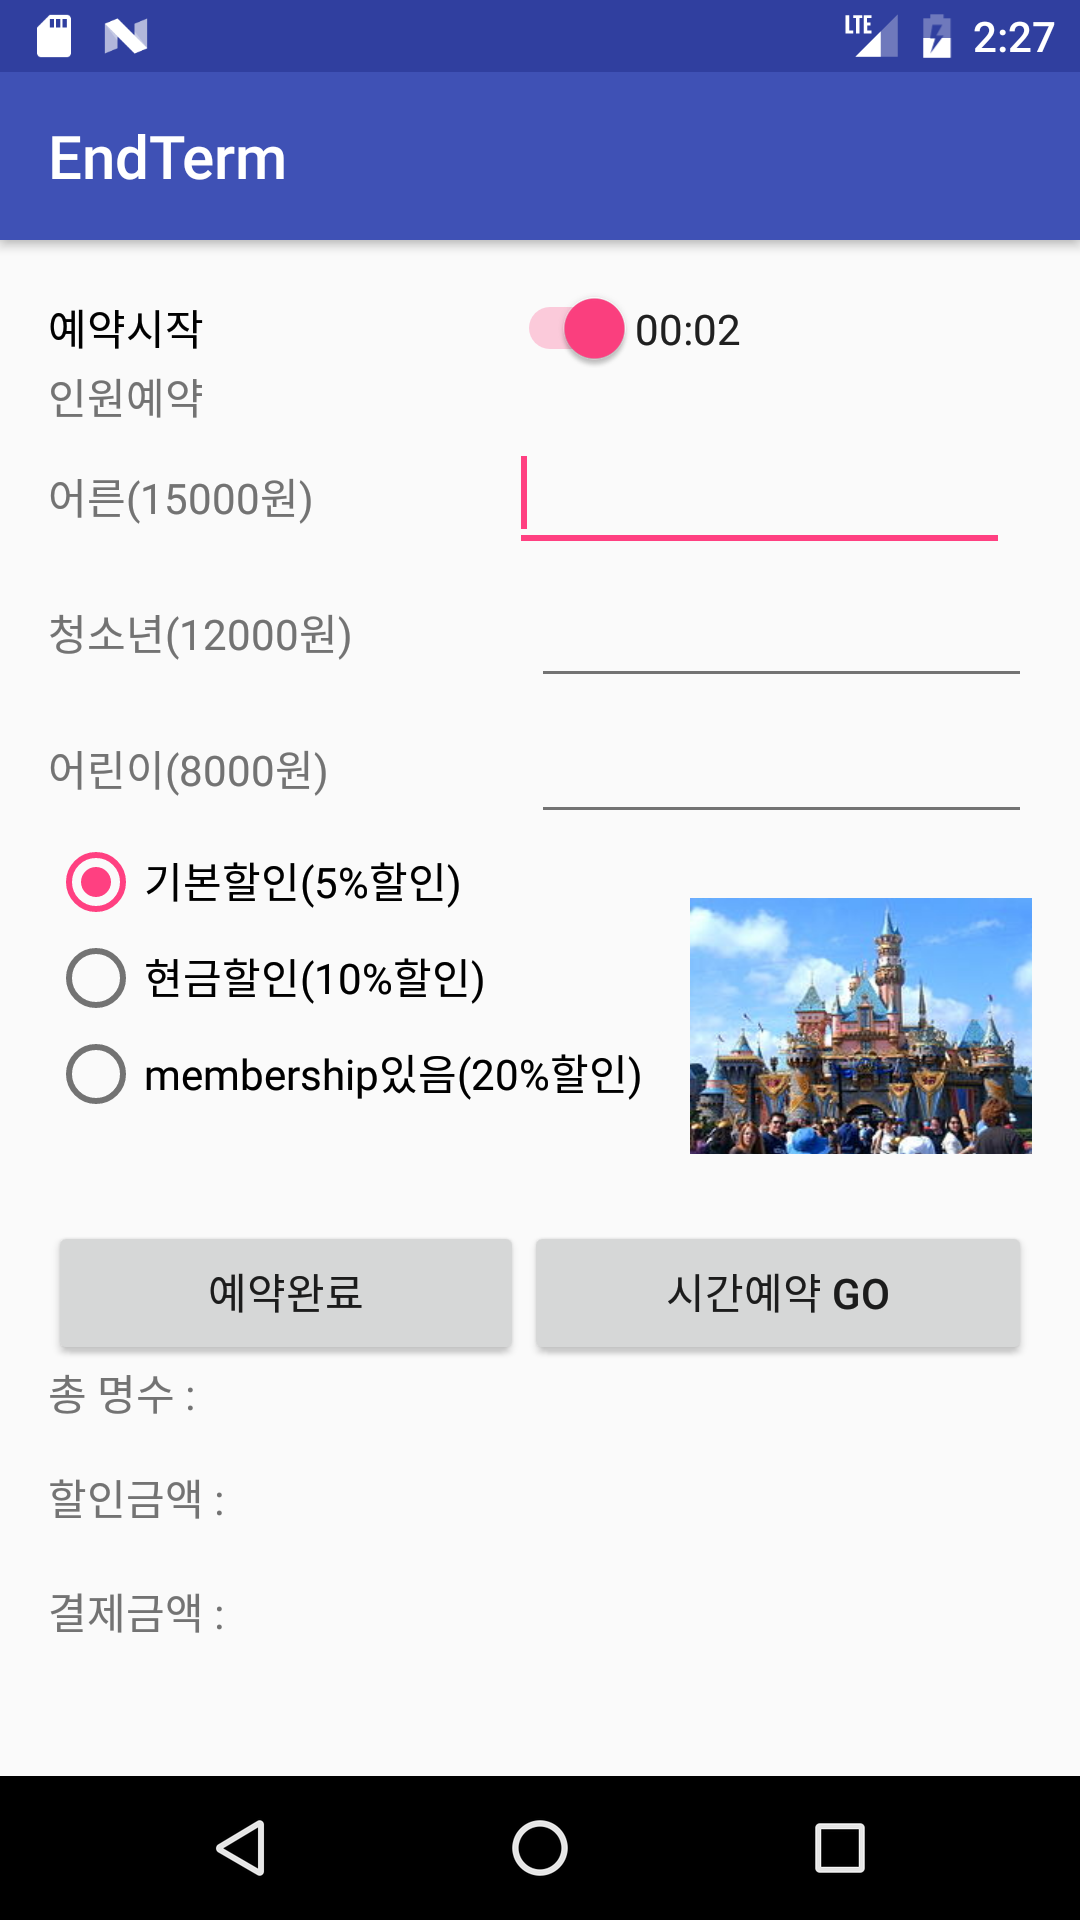 LTE 2:27
EndTerm
예약시작 00:02
인원예약
어른(15000원)
청소년(12000원)
어린이(8000원)
기본할인(5%할인)
현금할인(10%할인)
membership있음(20%할인)
예약완료 시간예약 GO
총 명수 :
할인금액 :
결제금액 :